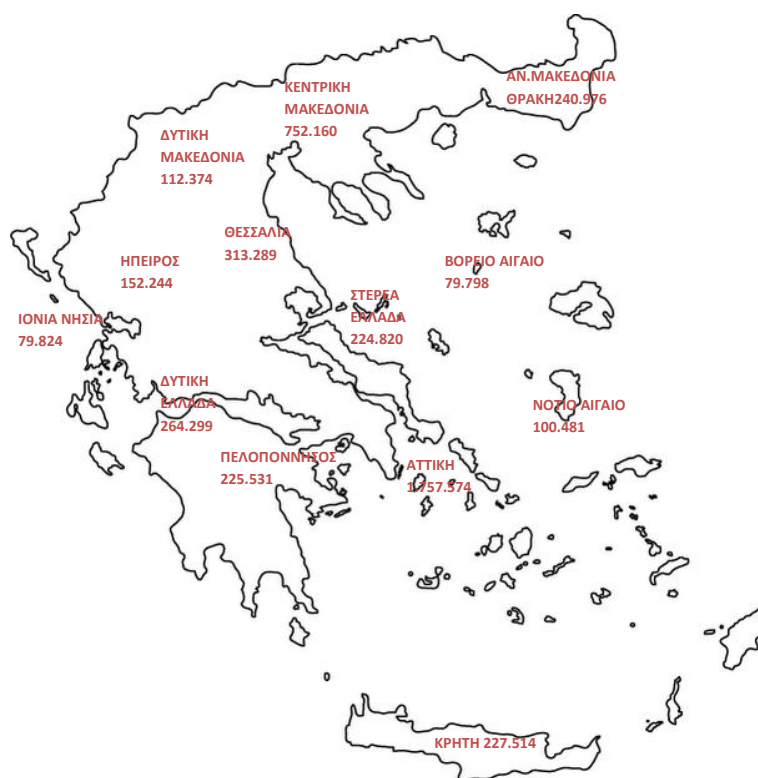 ΑΝ.ΜΑΚΕΔΟΝΙΑ
ΘΡΑΚΗ240.976
ΚΕΝΤΡΙΚΗ
ΜΑΚΕΔΟΝΙΑ
752.160
ΔΥΤΙΚΗ
ΜΑΚΕΔΟΝΙΑ
112.374
ΘΕΣΣΑΛΙΑ
313.289
ΗΠΕΙΡΟΣ
152.244
ΒΟΡΕΙΟ ΑΙΓΑΙΟ
79.798
ΣΤΕΡΕΑ
ΕΛΛΑΔΑ
224.820
ΙΟΝΙΑ ΝΗΣΙΑ
79.824
ΔΥΤΙΚΗ
ΕΛΛΑΔΑ
264.299
ΝΟΤΙΟ ΑΙΓΑΙΟ
100.481
ΠΕΛΟΠΟΝΝΗΣΟΣ
225.531
ΑΤΤΙΚΗ
1.757.574
ΚΡΗΤΗ 227.514